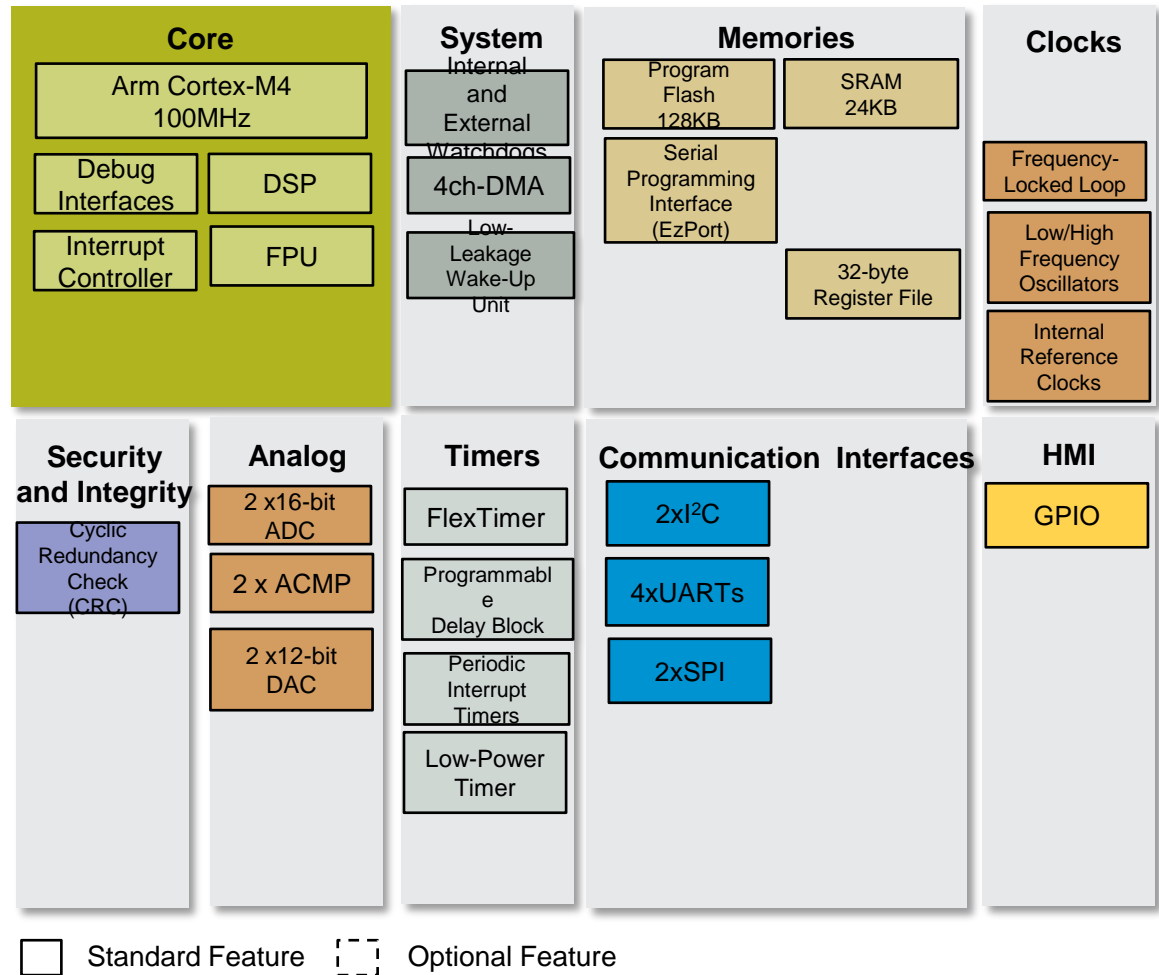 Core
Arm Cortex-M4
100MHz
Debug
Interfaces
DSP
Interrupt
Controller
FPU
System
Internal
and
External
Watchdogs
4ch-DMA
Low-
Leakage
Wake-Up
Unit
Memories
Program
Flash
128KB
SRAM
24KB
Serial
Programming
Interface
(EzPort)
32-byte
Register File
Clocks
Frequency-
Locked Loop
Low/High
Frequency
Oscillators
Internal
Reference
Clocks
Security
and Integrity
Cyclic
Redundancy
Check
(CRC)
Analog
2 x16-bit
ADC
2 x ACMP
2 x12-bit
DAC
Timers
FlexTimer
Programmabl
e
Delay Block
Periodic
Interrupt
Timers
Low-Power
Timer
Communication Interfaces
2xI²C
4xUARTs
2xSPI
HMI
GPIO
Standard Feature
Optional Feature